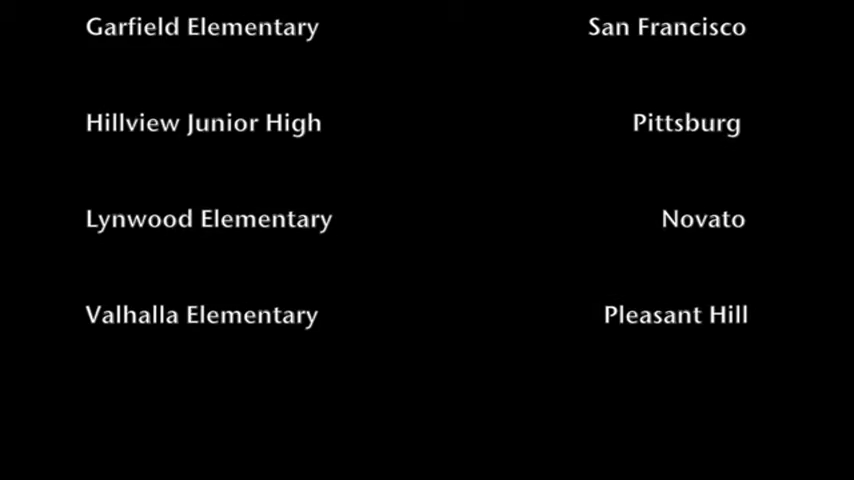 Garfield Elementary San Francisco
Hillview Junior High Pittsburg
Lynwood Elementary Novato
Valhalla Elementary Pleasant Hill